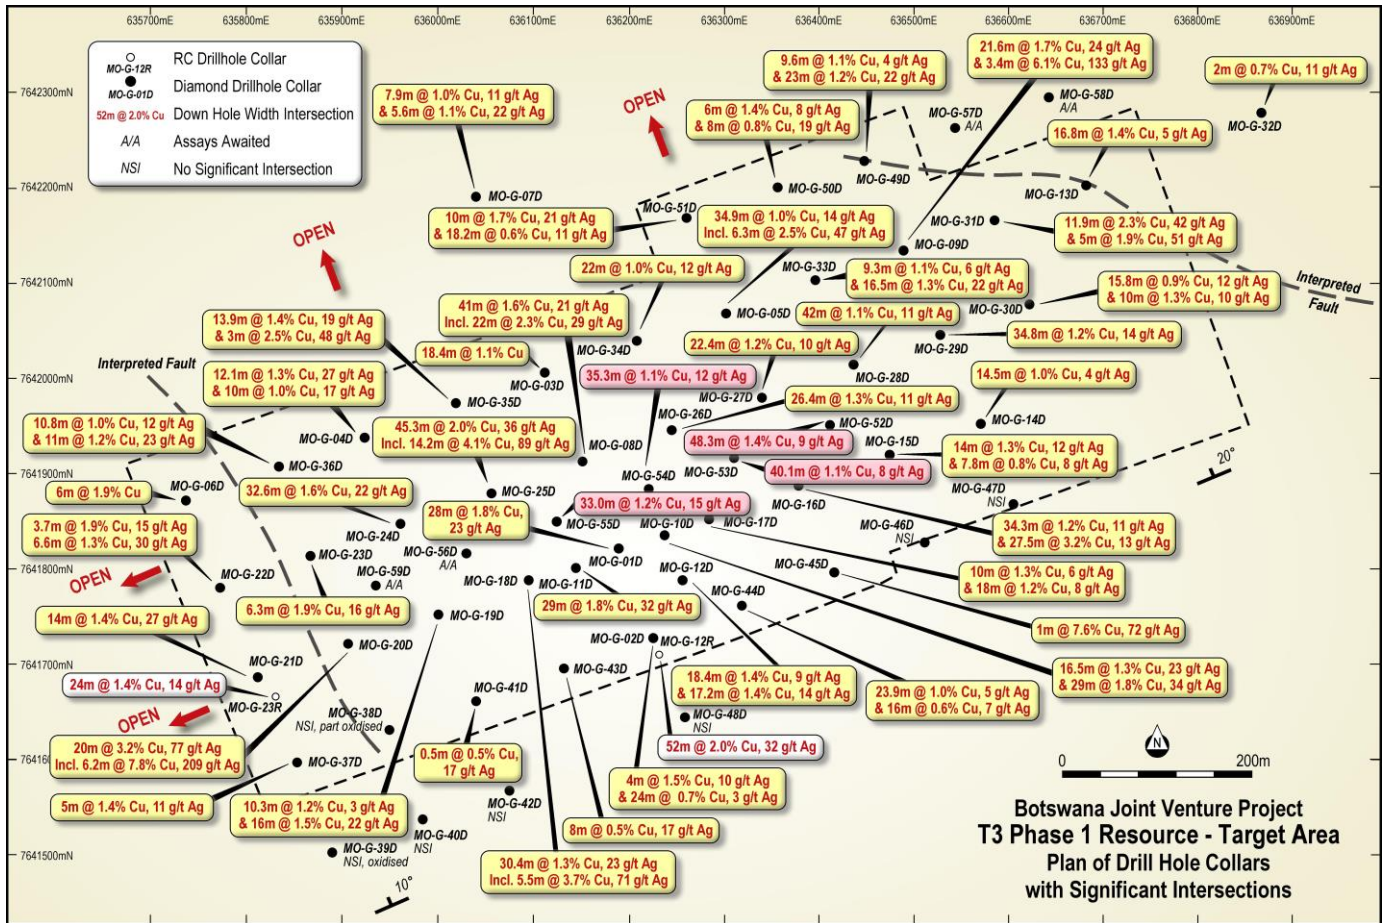 635700mE
635800mE
635900mE
636000mE
636100mE
636200mE
636300mE
636400mE
636500mE
636600mE
636700mE
636800mE
636900mE
7642300mN
7642200mN
7642100mN
7642000mN
7641900mN
7641800mN
7641700mN
7641600mN
7641500mN
MO-G-12R
RC Drillhole Collar
MO-G-01D
Diamond Drillhole Collar
52m @ 2.0% Cu
Down Hole Width Intersection
A/A
Assays Awaited
NSI
No Significant Intersection
7.9m @ 1.0% Cu, 11 g/t Ag
& 5.6m @ 1.1% Cu, 22 g/t Ag
MO-G-07D
OPEN
9.6m @ 1.1% Cu, 4 g/t Ag
& 23m @ 1.2% Cu, 22 g/t Ag
MO-G-49D
21.6m @ 1.7% Cu, 24 g/t Ag
& 3.4m @ 6.1% Cu, 133 g/t Ag
MO-G-09D
2m @ 0.7% Cu, 11 g/t Ag
MO-G-32D
6m @ 1.4% Cu, 8 g/t Ag
& 8m @ 0.8% Cu, 19 g/t Ag
MO-G-50D
MO-G-57D
A/A
MO-G-58D
A/A
16.8m @ 1.4% Cu, 5 g/t Ag
MO-G-13D
10m @ 1.7% Cu, 21 g/t Ag
& 18.2m @ 0.6% Cu, 11 g/t Ag
MO-G-51D
34.9m @ 1.0% Cu, 14 g/t Ag
Incl. 6.3m @ 2.5% Cu, 47 g/t Ag
MO-G-05D
MO-G-31D
11.9m @ 2.3% Cu, 42 g/t Ag
& 5m @ 1.9% Cu, 51 g/t Ag
OPEN
22m @ 1.0% Cu, 12 g/t Ag
MO-G-34D
MO-G-33D
9.3m @ 1.1% Cu, 6 g/t Ag
& 16.5m @ 1.3% Cu, 22 g/t Ag
MO-G-30D
15.8m @ 0.9% Cu, 12 g/t Ag
& 10m @ 1.3% Cu, 10 g/t Ag
Interpreted
Fault
41m @ 1.6% Cu, 21 g/t Ag
Incl. 22m @ 2.3% Cu, 29 g/t Ag
MO-G-08D
42m @ 1.1% Cu, 11 g/t Ag
MO-G-28D
MO-G-29D
34.8m @ 1.2% Cu, 14 g/t Ag
13.9m @ 1.4% Cu, 19 g/t Ag
& 3m @ 2.5% Cu, 48 g/t Ag
MO-G-35D
18.4m @ 1.1% Cu
MO-G-03D
22.4m @ 1.2% Cu, 10 g/t Ag
MO-G-27D
Interpreted Fault
12.1m @ 1.3% Cu, 27 g/t Ag
& 10m @ 1.0% Cu, 17 g/t Ag
MO-G-04D
35.3m @ 1.1% Cu, 12 g/t Ag
MO-G-54D
14.5m @ 1.0% Cu, 4 g/t Ag
MO-G-14D
MO-G-26D
26.4m @ 1.3% Cu, 11 g/t Ag
10.8m @ 1.0% Cu, 12 g/t Ag
& 11m @ 1.2% Cu, 23 g/t Ag
MO-G-36D
45.3m @ 2.0% Cu, 36 g/t Ag
Incl. 14.2m @ 4.1% Cu, 89 g/t Ag
MO-G-25D
48.3m @ 1.4% Cu, 9 g/t Ag
MO-G-52D
MO-G-53D
40.1m @ 1.1% Cu, 8 g/t Ag
MO-G-15D
14m @ 1.3% Cu, 12 g/t Ag
& 7.8m @ 0.8% Cu, 8 g/t Ag
20°
6m @ 1.9% Cu
MO-G-06D
32.6m @ 1.6% Cu, 22 g/t Ag
MO-G-24D
33.0m @ 1.2% Cu, 15 g/t Ag
MO-G-55D
MO-G-16D
34.3m @ 1.2% Cu, 11 g/t Ag
& 27.5m @ 3.2% Cu, 13 g/t Ag
MO-G-47D
NSI
MO-G-46D
NSI
28m @ 1.8% Cu,
23 g/t Ag
MO-G-01D
MO-G-10D
MO-G-17D
3.7m @ 1.9% Cu, 15 g/t Ag
6.6m @ 1.3% Cu, 30 g/t Ag
MO-G-22D
MO-G-23D
MO-G-56D
A/A
MO-G-59D
A/A
MO-G-18D
MO-G-11D
MO-G-12D
MO-G-45D
10m @ 1.3% Cu, 6 g/t Ag
& 18m @ 1.2% Cu, 8 g/t Ag
OPEN
6.3m @ 1.9% Cu, 16 g/t Ag
29m @ 1.8% Cu, 32 g/t Ag
MO-G-44D
MO-G-19D
14m @ 1.4% Cu, 27 g/t Ag
MO-G-21D
MO-G-20D
MO-G-02D
MO-G-12R
1m @ 7.6% Cu, 72 g/t Ag
24m @ 1.4% Cu, 14 g/t Ag
MO-G-23R
MO-G-43D
MO-G-41D
18.4m @ 1.4% Cu, 9 g/t Ag
& 17.2m @ 1.4% Cu, 14 g/t Ag
23.9m @ 1.0% Cu, 5 g/t Ag
& 16m @ 0.6% Cu, 7 g/t Ag
16.5m @ 1.3% Cu, 23 g/t Ag
& 29m @ 1.8% Cu, 34 g/t Ag
OPEN
MO-G-38D
NSI, part oxidised
MO-G-48D
NSI
20m @ 3.2% Cu, 77 g/t Ag
Incl. 6.2m @ 7.8% Cu, 209 g/t Ag
MO-G-37D
0.5m @ 0.5% Cu,
17 g/t Ag
52m @ 2.0% Cu, 32 g/t Ag
N
0
200m
5m @ 1.4% Cu, 11 g/t Ag
10.3m @ 1.2% Cu, 3 g/t Ag
& 16m @ 1.5% Cu, 22 g/t Ag
MO-G-42D
NSI
4m @ 1.5% Cu, 10 g/t Ag
& 24m @ 0.7% Cu, 3 g/t Ag
MO-G-40D
NSI
8m @ 0.5% Cu, 17 g/t Ag
MO-G-39D
NSI, oxidised
30.4m @ 1.3% Cu, 23 g/t Ag
Incl. 5.5m @ 3.7% Cu, 71 g/t Ag
10°
Botswana Joint Venture Project
T3 Phase 1 Resource - Target Area
Plan of Drill Hole Collars
with Significant Intersections